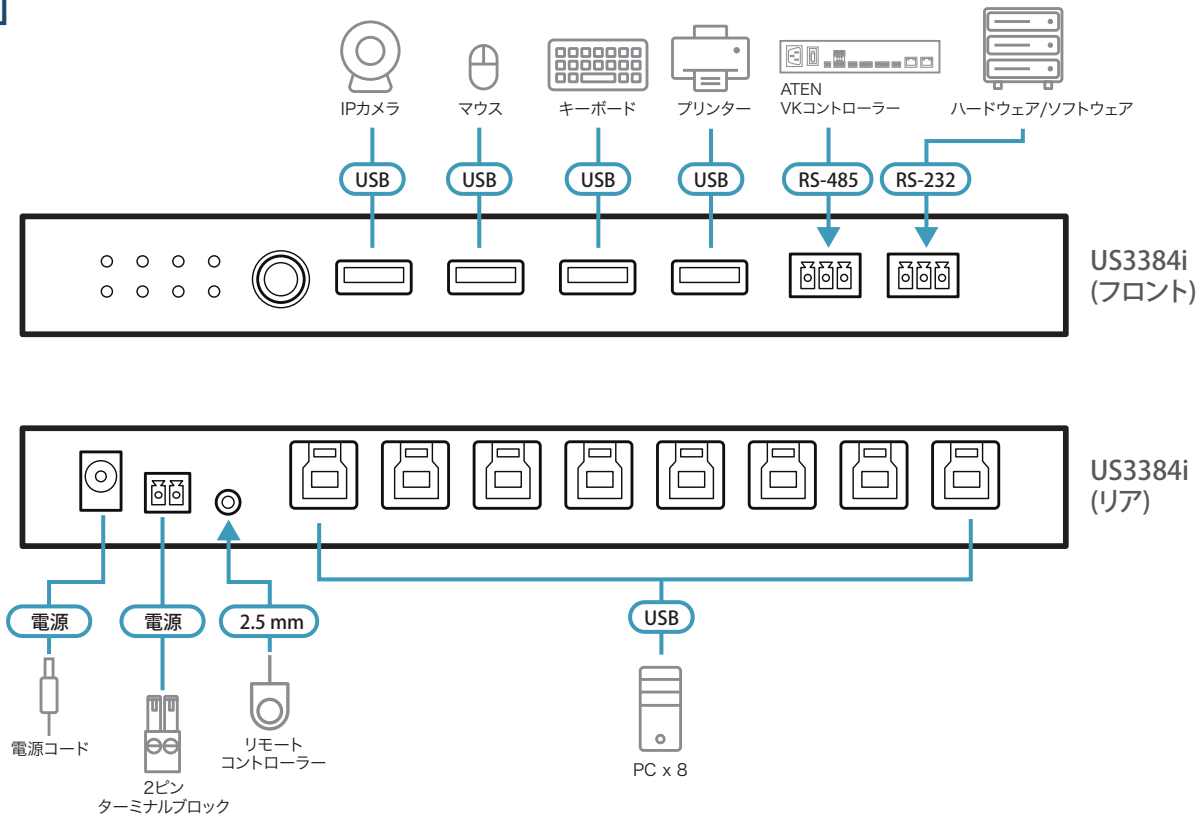 IPカメラ
マウス
キーボード
プリンター
ATEN
VKコントローラー
ハードウェア/ソフトウェア
USB
USB
USB
USB
RS-485
RS-232
US3384i
(フロント)
US3384i
(リア)
電源
電源
2.5 mm
USB
電源コード
2ピン
ターミナルブロック
リモート
コントローラー
PC x 8